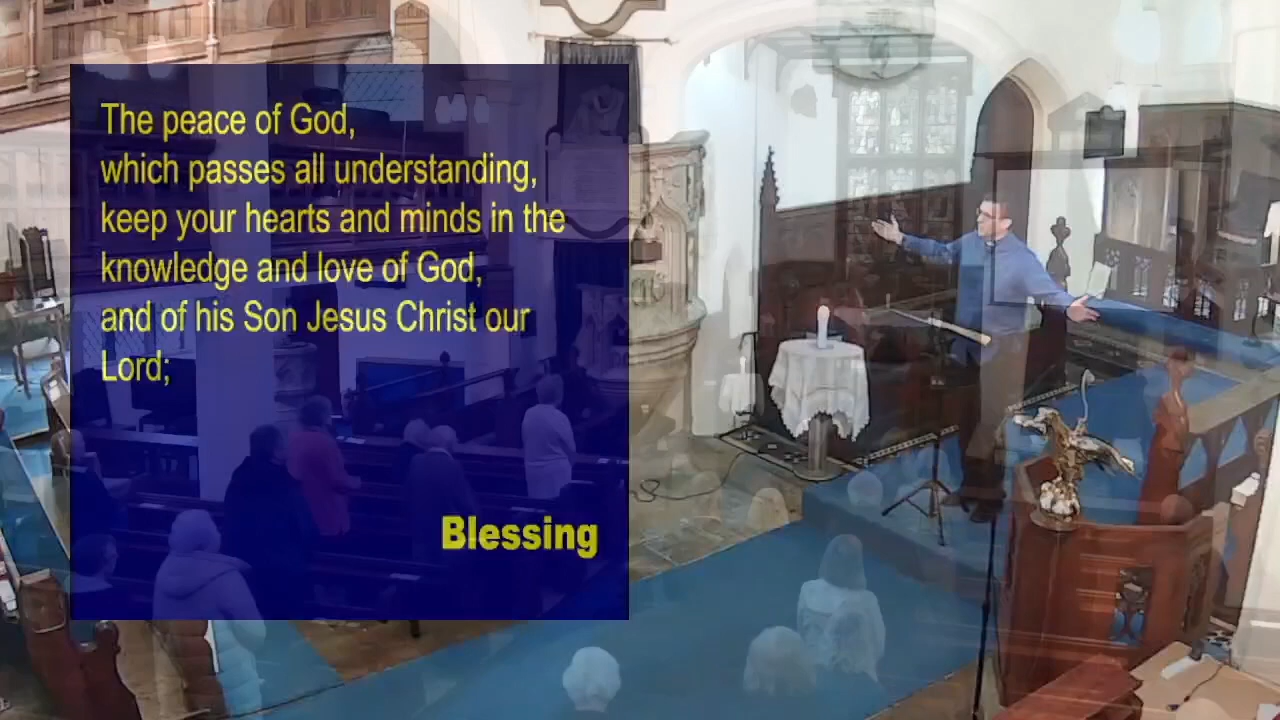 The peace of God,
which passes all understanding,
keep your hearts and minds in the
knowledge and love of God,
and of his Son Jesus Christ our
Lord;
Blessing